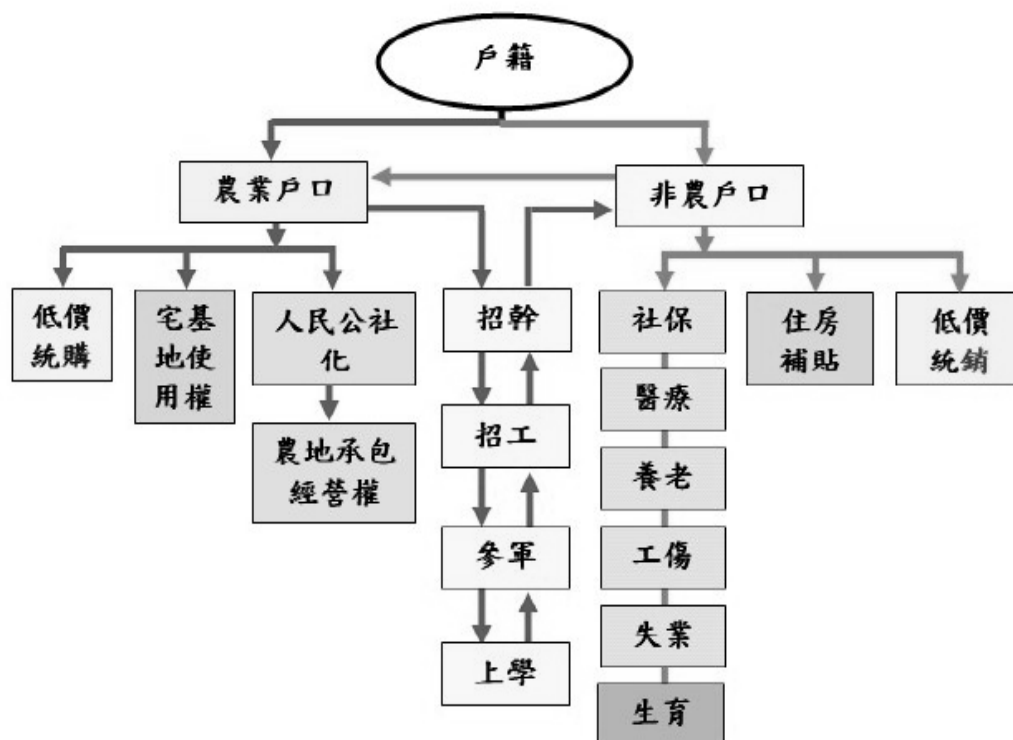 戶籍
農業戶口
非農戶口
低價
統購
宅基
地使
用權
人民公社
化
農地承包
經營權
招幹
招工
參軍
上學
社保
醫療
養老
工傷
失業
生育
住房
補貼
低價
統銷